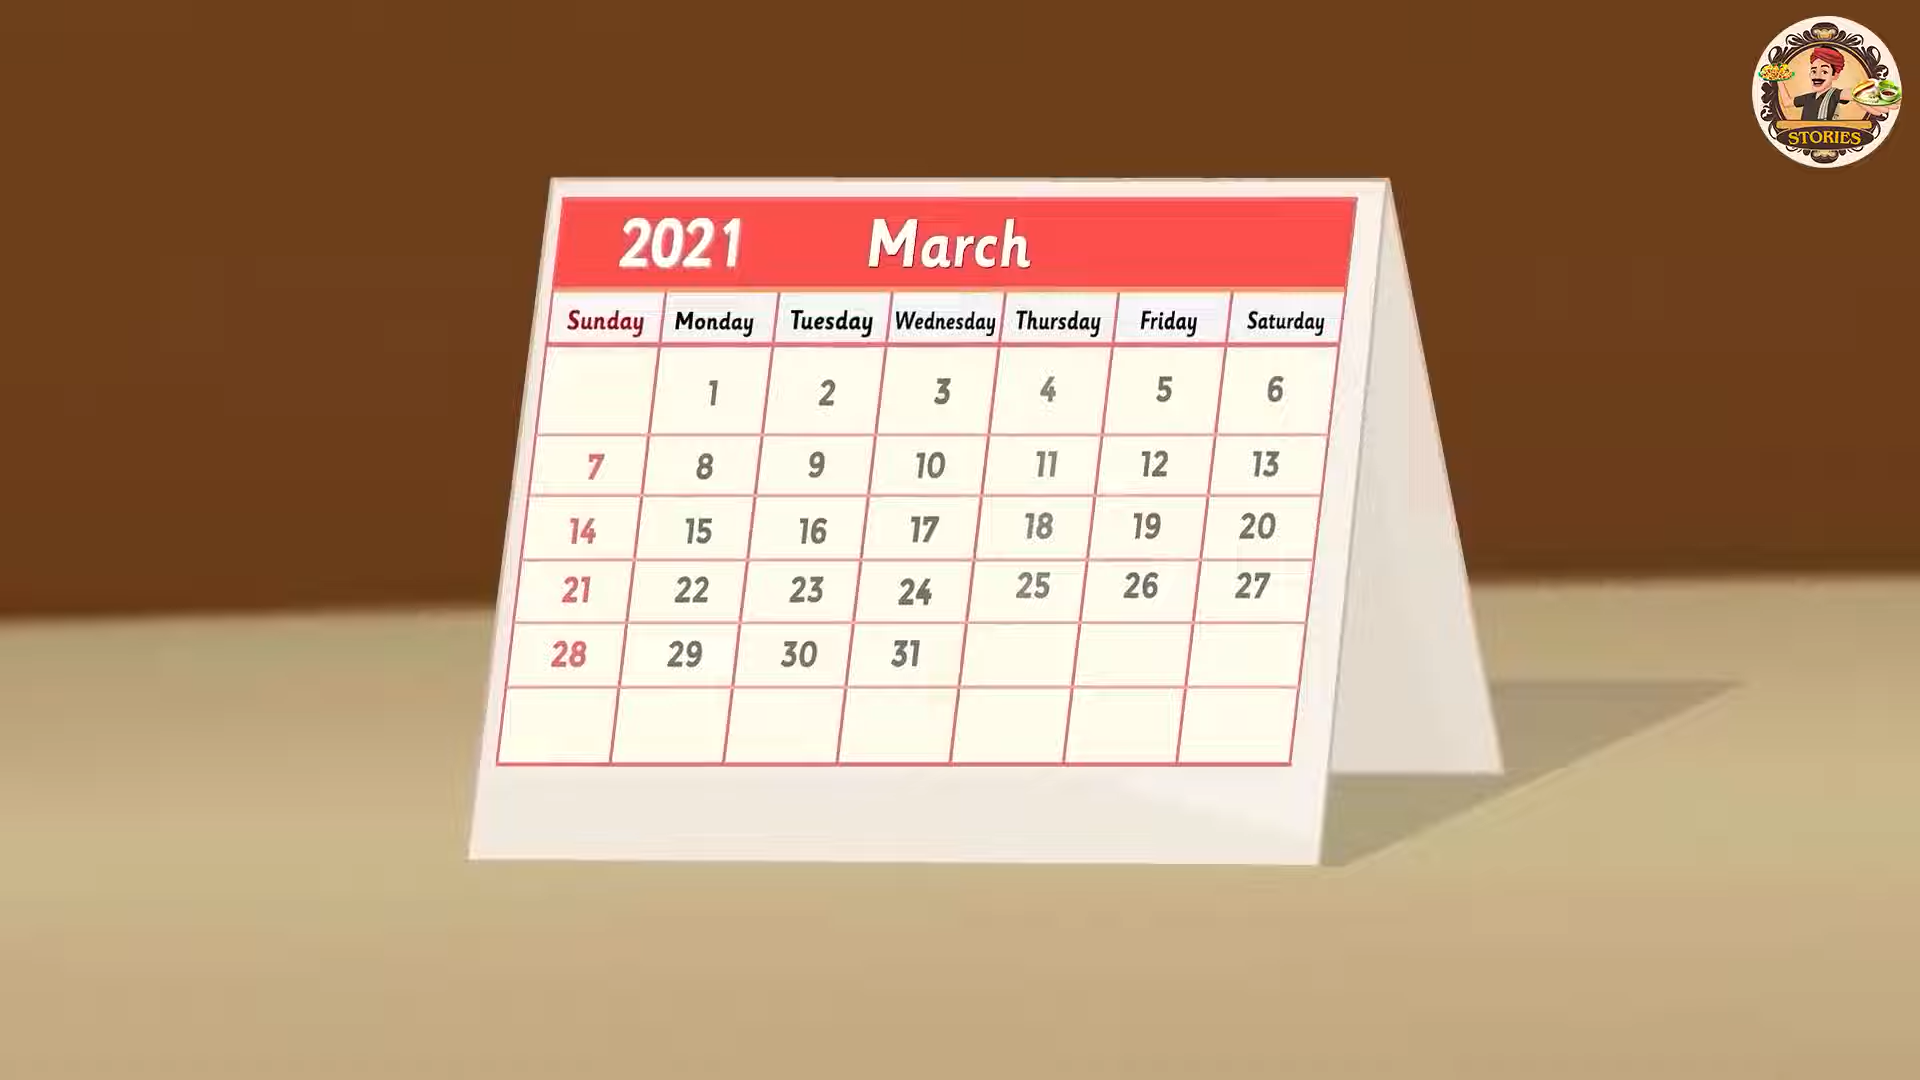 STORIES
2021 March
Sunday Monday Tuesday Wednesday Thursday Friday Saturday
1 2 3 4 5 6
7 8 9 10 11 12 13
14 15 16 17 18 19 20
21 22 23 24 25 26 27
28 29 30 31